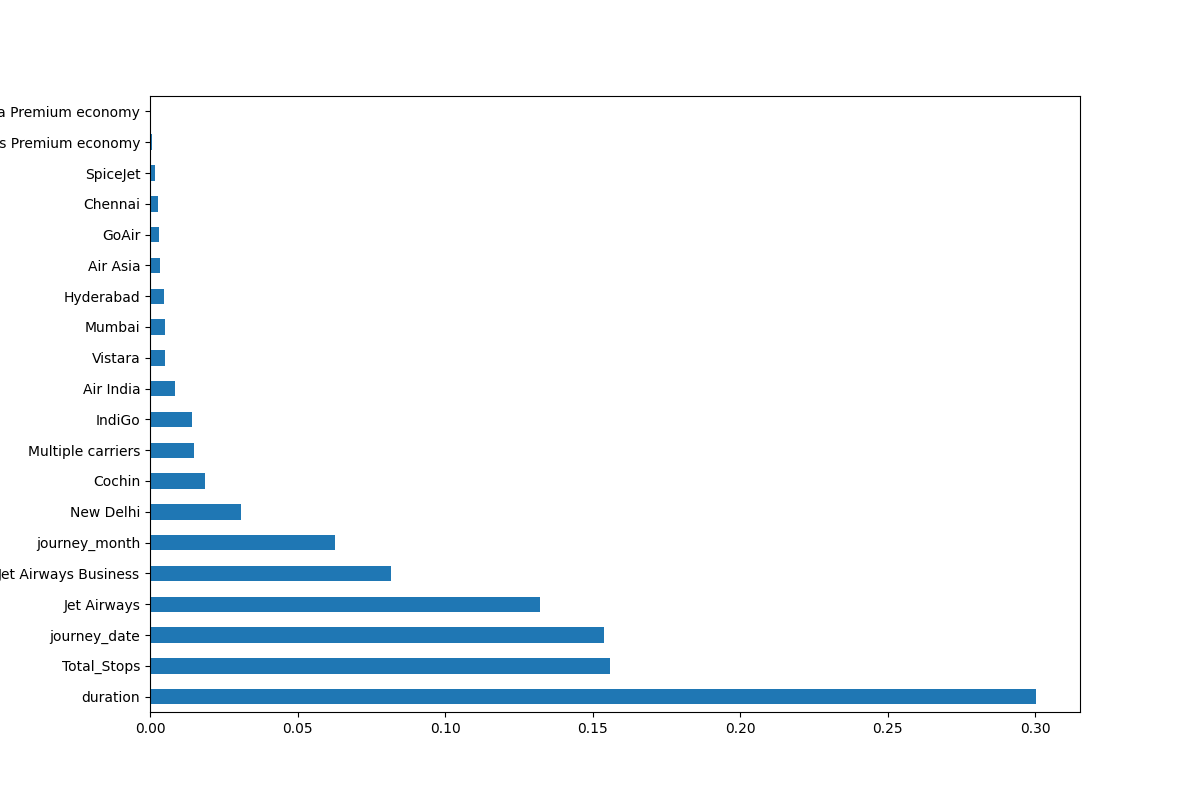 a Premium economy
s Premium economy
SpiceJet
Chennai
GoAir
Air Asia
Hyderabad
Mumbai
Vistara
Air India
IndiGo
Multiple carriers
Cochin
New Delhi
journey_month
Jet Airways Business
Jet Airways
journey_date
Total_Stops
duration
0.00 0.05 0.10 0.15 0.20 0.25 0.30